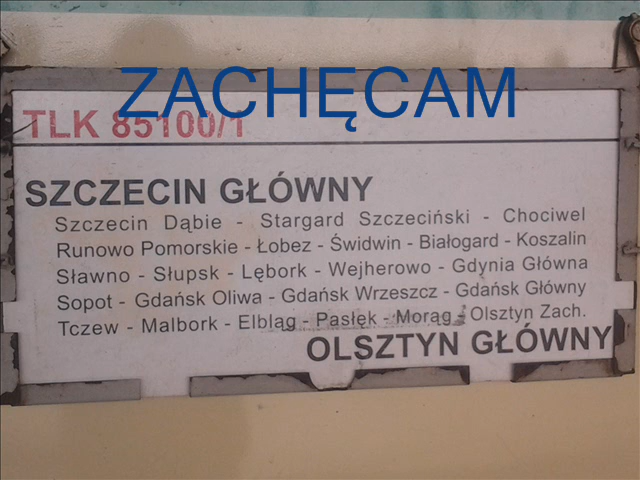 ZACHĘCAM
TLK 85100/1
SZCZECIN GŁÓWNY
Szczecin Dąbie - Stargard Szczeciński - Chociwel
Runowo Pomorskie - Łobez - Świdwin - Białogard - Koszalin
Sławno - Słupsk - Lębork - Wejherowo - Gdynia Główna
Sopot - Gdańsk Oliwa - Gdańsk Wrzeszcz - Gdańsk Główny
Tczew - Malbork - Elbląg - Pasłęk - Morąg - Olsztyn Zach.
OLSZTYN GŁÓWNY